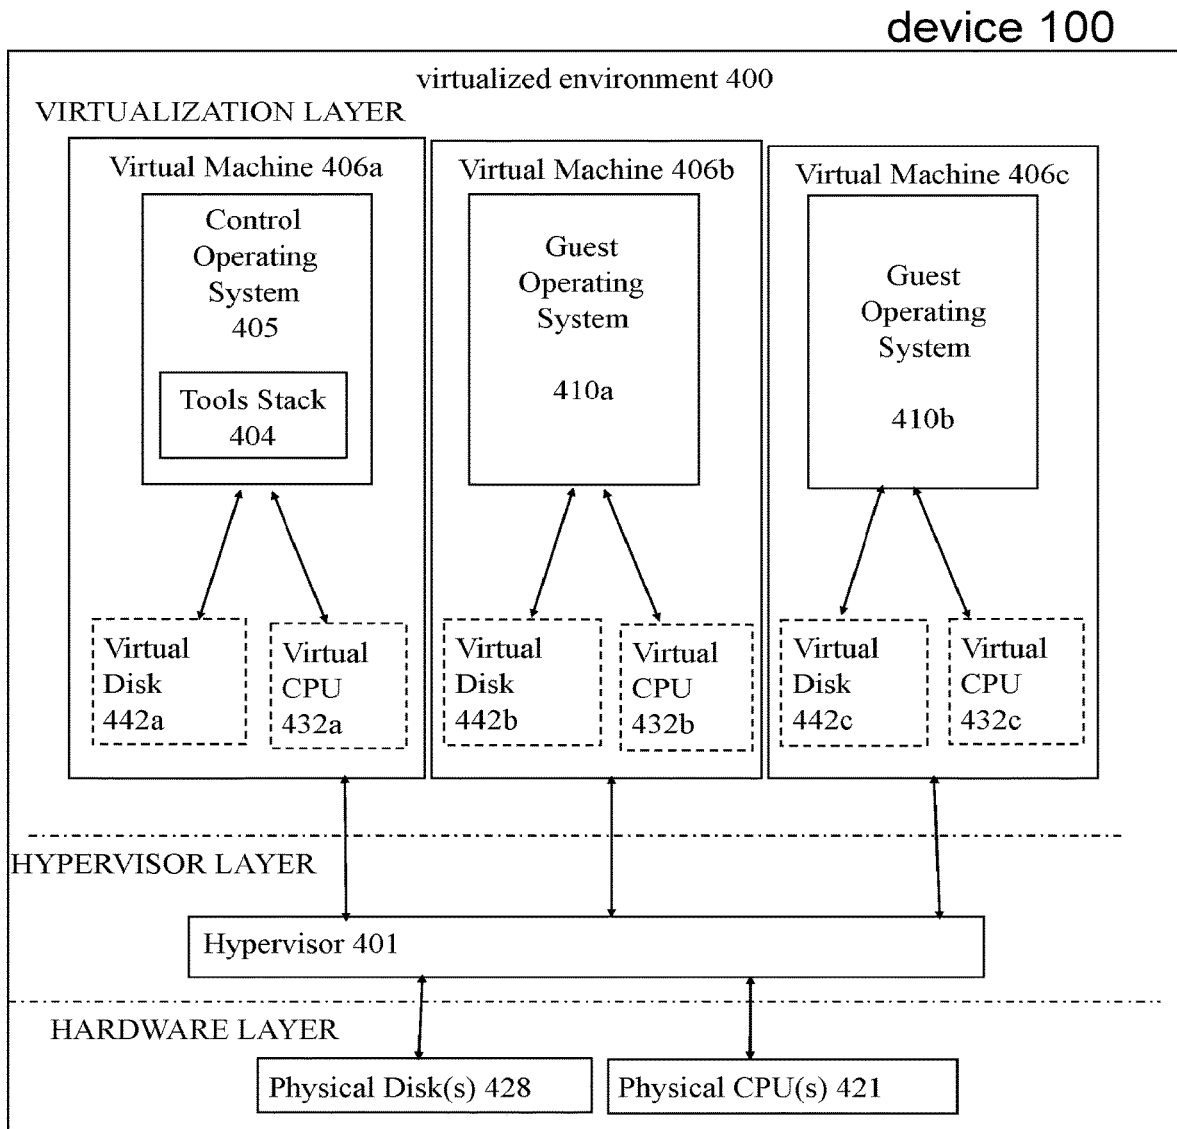 device 100
virtualized environment 400
VIRTUALIZATION LAYER
Virtual Machine 406a
Control
Operating
System
405
Tools Stack
404
Virtual
Disk
442a
Virtual
CPU
432a
Virtual Machine 406b
Guest
Operating
System
410a
Virtual
Disk
442b
Virtual
CPU
432b
Virtual Machine 406c
Guest
Operating
System
410b
Virtual
Disk
442c
Virtual
CPU
432c
HYPERVISOR LAYER
Hypervisor 401
HARDWARE LAYER
Physical Disk(s) 428
Physical CPU(s) 421